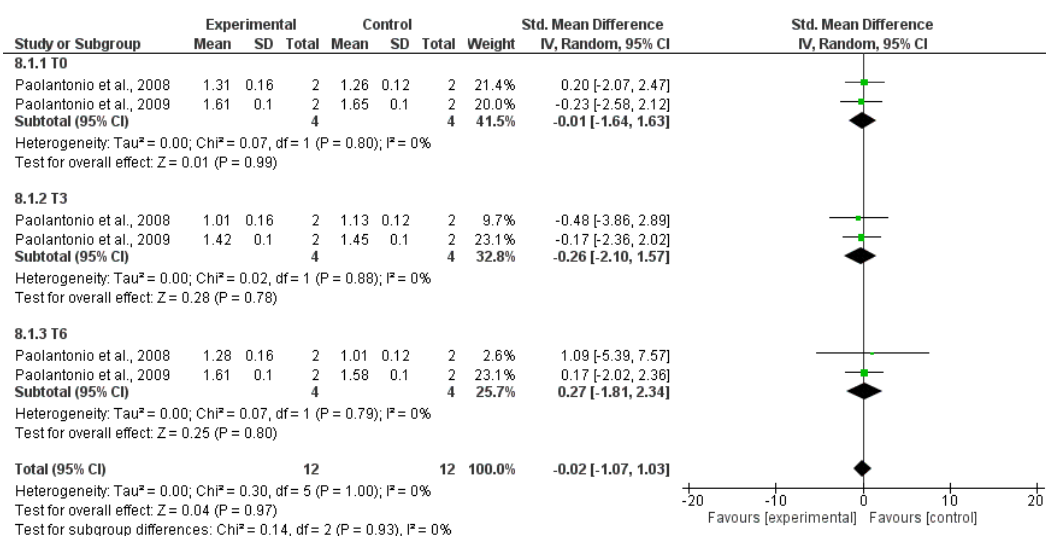 Experimental Control Std. Mean Difference Std. Mean Difference
Study or Subgroup Mean SD Total Mean SD Total Weight IV, Random, 95% CI IV, Random, 95% CI
8.1.1 T0
Paolantonio et al., 2008 1.31 0.16 2 1.26 0.12 2 21.4% 0.20 [-2.07, 2.47]
Paolantonio et al., 2009 1.61 0.1 2 1.65 0.1 2 20.0% -0.23 [-2.58, 2.12]
Subtotal (95% CI) 4 4 41.5% -0.01 [-1.64, 1.63]
Heterogeneity: Tau² = 0.00; Chi² = 0.07, df = 1 (P = 0.80); I² = 0%
Test for overall effect: Z = 0.01 (P = 0.99)
8.1.2 T3
Paolantonio et al., 2008 1.01 0.16 2 1.13 0.12 2 9.7% -0.48 [-3.86, 2.89]
Paolantonio et al., 2009 1.42 0.1 2 1.45 0.1 2 23.1% -0.17 [-2.36, 2.02]
Subtotal (95% CI) 4 4 32.8% -0.26 [-2.10, 1.57]
Heterogeneity: Tau² = 0.00; Chi² = 0.02, df = 1 (P = 0.88); I² = 0%
Test for overall effect: Z = 0.28 (P = 0.78)
8.1.3 T6
Paolantonio et al., 2008 1.28 0.16 2 1.01 0.12 2 2.6% 1.09 [-5.39, 7.57]
Paolantonio et al., 2009 1.61 0.1 2 1.58 0.1 2 23.1% 0.17 [-2.02, 2.36]
Subtotal (95% CI) 4 4 25.7% 0.27 [-1.81, 2.34]
Heterogeneity: Tau² = 0.00; Chi² = 0.07, df = 1 (P = 0.79); I² = 0%
Test for overall effect: Z = 0.25 (P = 0.80)
Total (95% CI) 12 12 100.0% -0.02 [-1.07, 1.03]
Heterogeneity: Tau² = 0.00; Chi² = 0.30, df = 5 (P = 1.00); I² = 0%
Test for overall effect: Z = 0.04 (P = 0.97)
Test for subgroup differences: Chi² = 0.14, df = 2 (P = 0.93), I² = 0%
-20 -10 0 10 20
Favours [experimental] Favours [control]